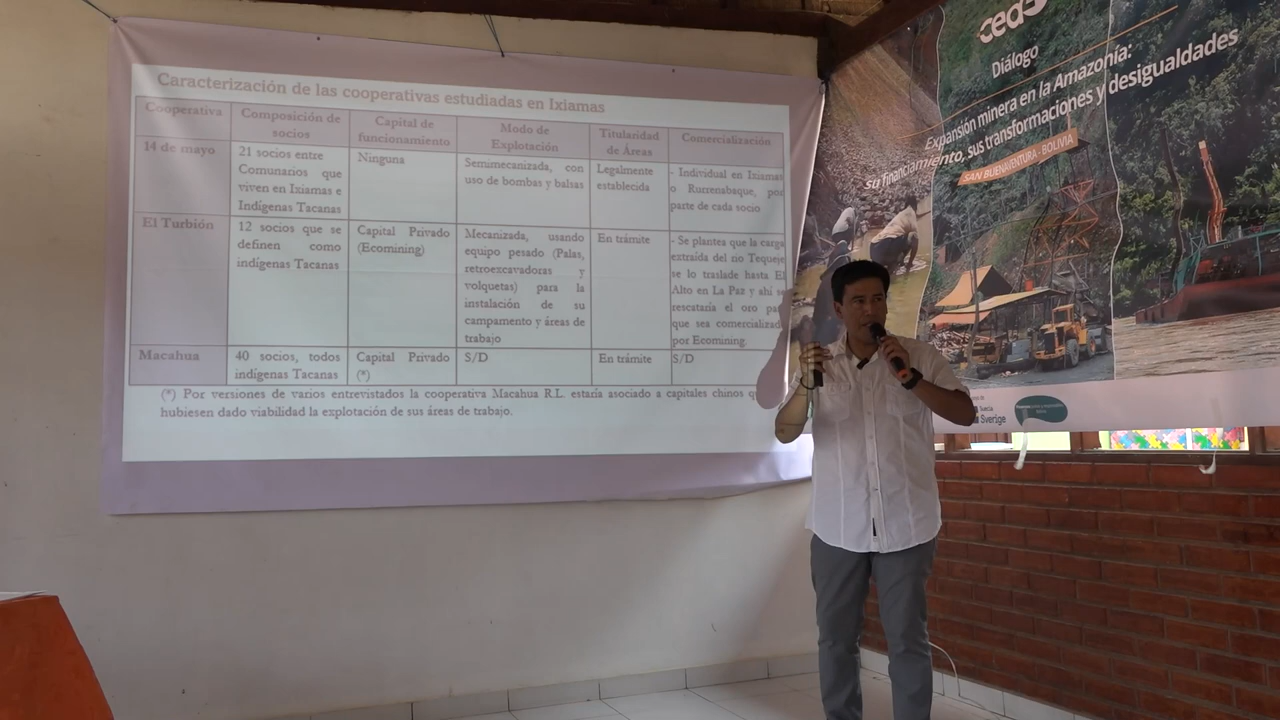 Caracterización de las cooperativas estudiadas en Ixiamas
Cooperativa
Composición de
socios
Capital de
funcionamiento
Modo de
Explotación
Titularidad
de Áreas
Comercialización
14 de mayo
21 socios entre
Comunarios que
viven en Ixiamas e
Indígenas Tacanas
Ninguna
Semimecanizada, con
uso de bombas y balsas
Legalmente
establecida
- Individual en Ixiamas
o Rurrenabaque, por
parte de cada socio
El Turbión
12 socios que se
definen como
indígenas Tacanas
Capital Privado
(Ecomining)
Mecanizada, usando
equipo pesado (Palas,
retroexcavadoras y
volquetas) para la
instalación de su
campamento y áreas de
trabajo
En trámite
- Se plantea que la carga
extraída del rio Tequeje
se lo traslade hasta El
Alto en La Paz y ahí se
rescataría el oro
que sea
por Ecomining.
Macahua
40 socios, todos
indígenas Tacanas
Capital Privado
(*)
S/D
En trámite
S/D
(*) Por versiones de varios entrevistados la cooperativa Macahua R.L. estaría asociado a capitales chinos
hubiesen dado viabilidad la explotación de sus áreas de trabajo.
Diálogo
Expansión minera en la Amazonía:
su financiamiento, sus transformaciones y desigualdades
SAN BUENAVENTURA - BOLIVIA
Suecia
Sverige